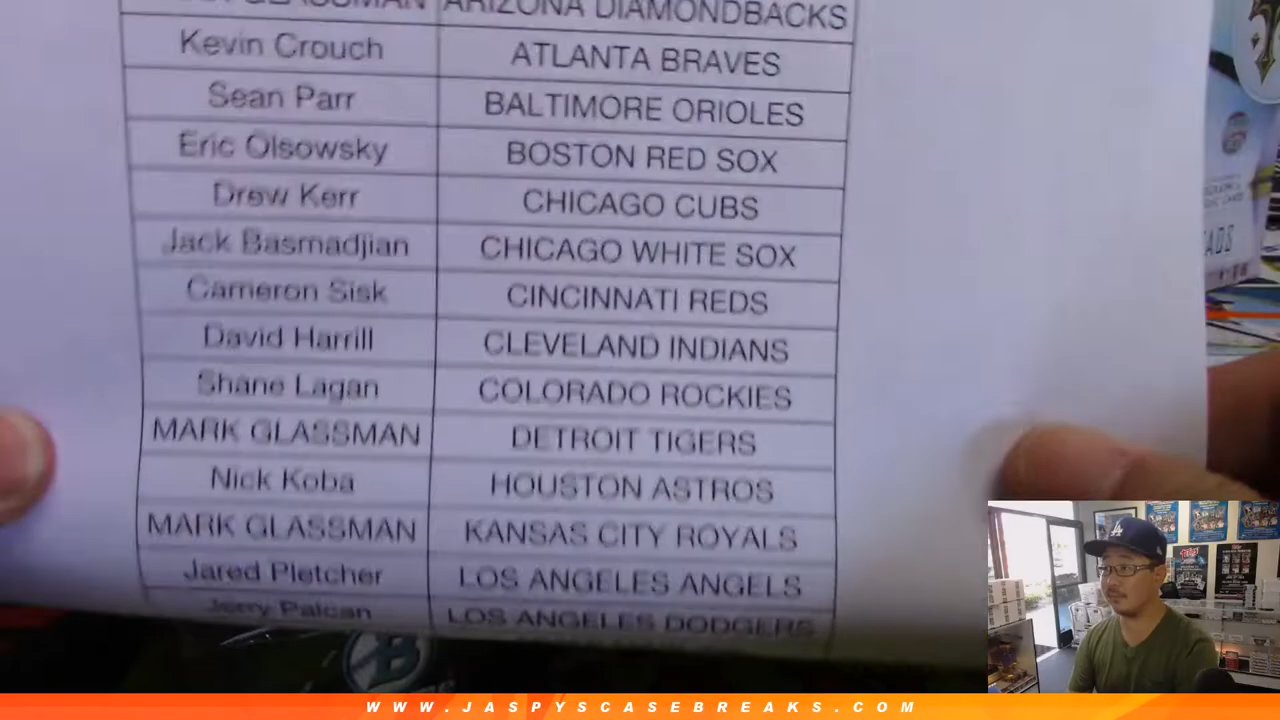 GLASSMAN ARIZONA DIAMONDBACKS
Kevin Crouch ATLANTA BRAVES
Sean Parr BALTIMORE ORIOLES
Eric Olsowsky BOSTON RED SOX
Drew Kerr CHICAGO CUBS
Jack Basmadjian CHICAGO WHITE SOX
Cameron Sisk CINCINNATI REDS
David Harrill CLEVELAND INDIANS
Shane Lagan COLORADO ROCKIES
MARK GLASSMAN DETROIT TIGERS
Nick Koba HOUSTON ASTROS
MARK GLASSMAN KANSAS CITY ROYALS
Jared Pletcher LOS ANGELES ANGELS
Jerry Palcan LOS ANGELES DODGERS
WWW.JASPYSCASEBREAKS.COM